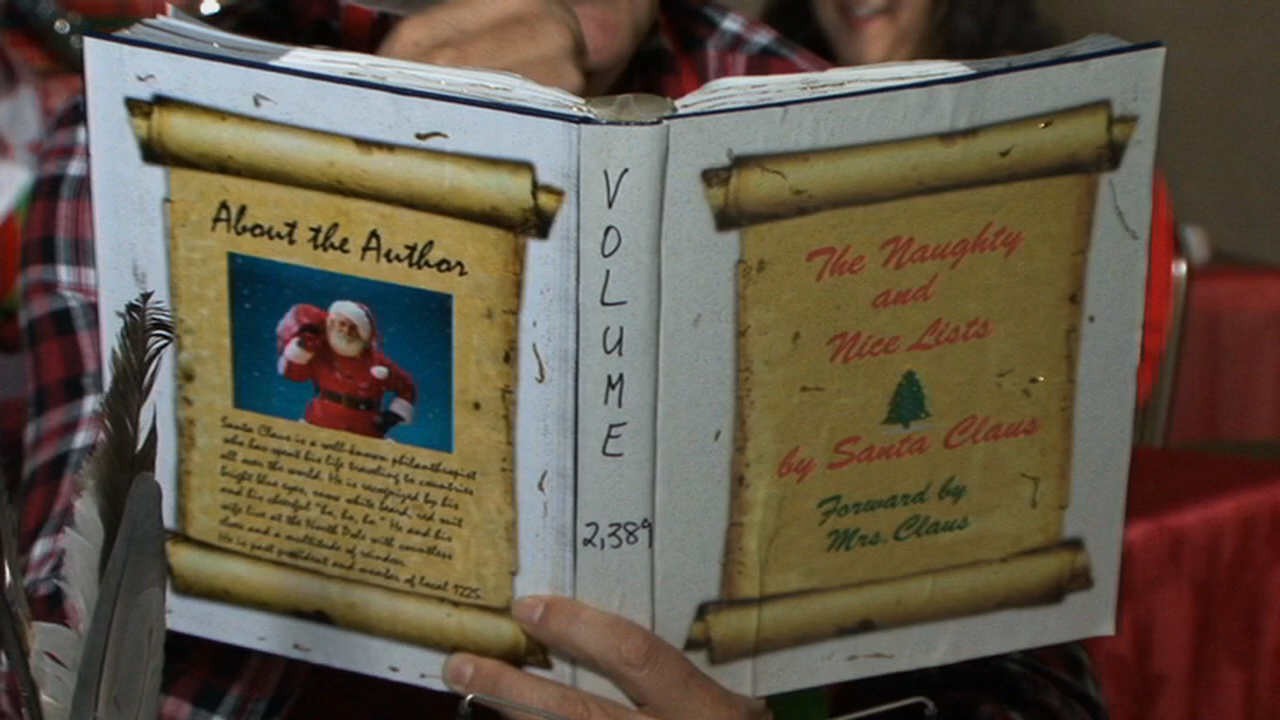 About the Author
Santa Claus is a well-known philanthropist
who has spent his life traveling to countries
all over the world. He is recognized by his
bright blue eyes, snow white beard, red suit
and his cheerful "ho, ho, ho." He and his
wife live at the North Pole with countless
elves and a multitude of reindeer.
He is past president and member of local 1225.
VOLUME
2,389
The Naughty
and
Nice Lists
by Santa Claus
Forward by
Mrs. Claus